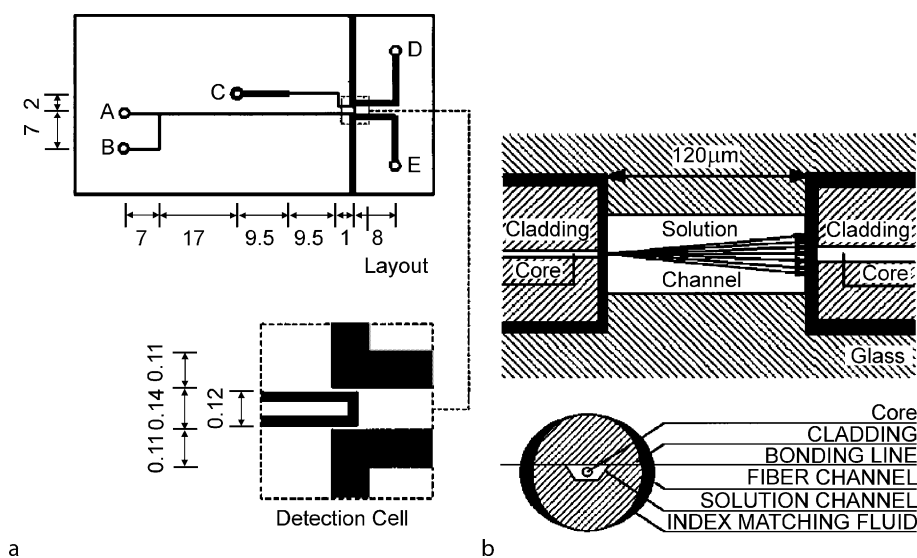 D
C
2
A
7
B
E
7 17 9.5 9.5 1 8
Layout
0.11
0.14
0.12
0.11
Detection Cell
a
120μm
Cladding
Solution
Cladding
Core
Channel
Core
Glass
Core
CLADDING
BONDING LINE
FIBER CHANNEL
SOLUTION CHANNEL
INDEX MATCHING FLUID
b